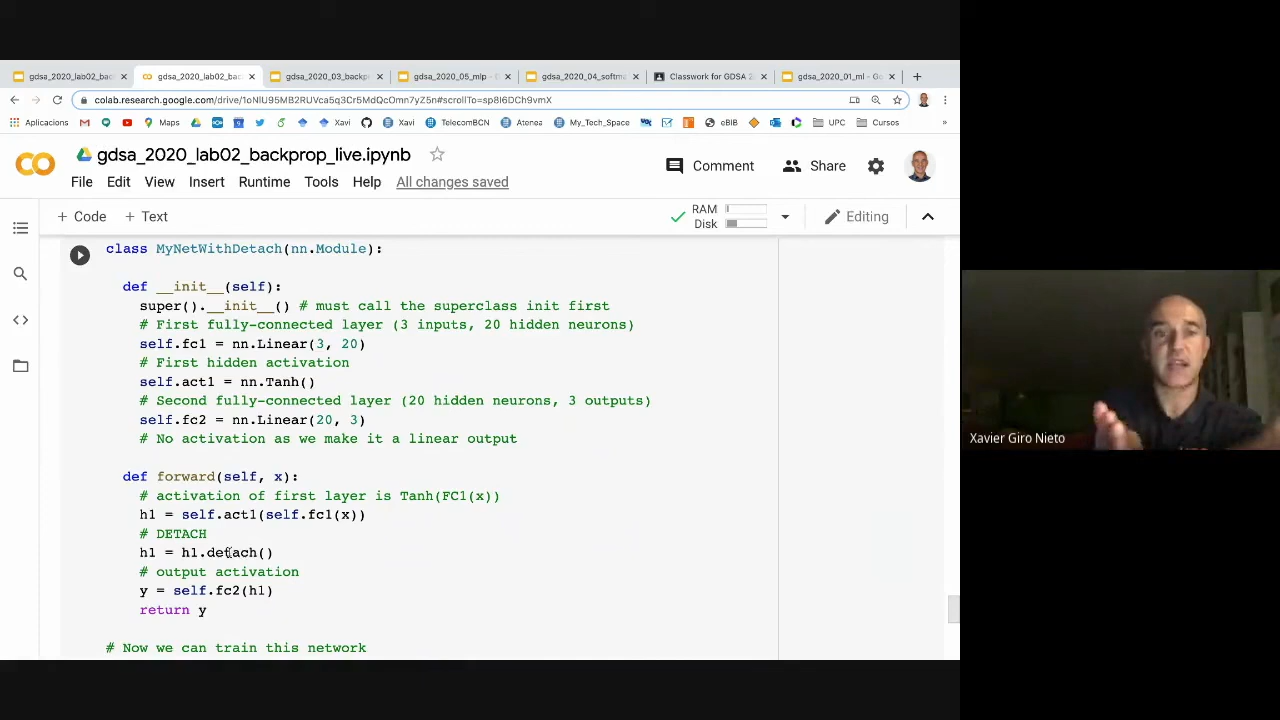 gdsa_2020_lab02_bac
gdsa_2020_lab02_bac
gdsa_2020_03_backp
gdsa_2020_05_mlp - G
gdsa_2020_04_softm
Classwork for GDSA 2
gdsa_2020_01_ml - Go
colab.research.google.com/drive/1oNlU95MB2RUVca5q3Cr5MdQcOmn7yZ5n#scrollTo=sp8I6DCh9vmX
Aplicacions
Maps
Xavi
Xavi
TelecomBCN
Atenea
My_Tech_Space
eBIB
UPC
Cursos
»
CO
gdsa_2020_lab02_backprop_live.ipynb
Comment
Share
File Edit View Insert Runtime Tools Help All changes saved
+ Code + Text
RAM
Disk
Editing
class MyNetWithDetach(nn.Module):
def __init__(self):
super().__init__() # must call the superclass init first
# First fully-connected layer (3 inputs, 20 hidden neurons)
self.fc1 = nn.Linear(3, 20)
# First hidden activation
self.act1 = nn.Tanh()
# Second fully-connected layer (20 hidden neurons, 3 outputs)
self.fc2 = nn.Linear(20, 3)
# No activation as we make it a linear output
def forward(self, x):
# activation of first layer is Tanh(FC1(x))
h1 = self.act1(self.fc1(x))
# DETACH
h1 = h1.detach()
# output activation
y = self.fc2(h1)
return y
# Now we can train this network
Xavier Giro Nieto